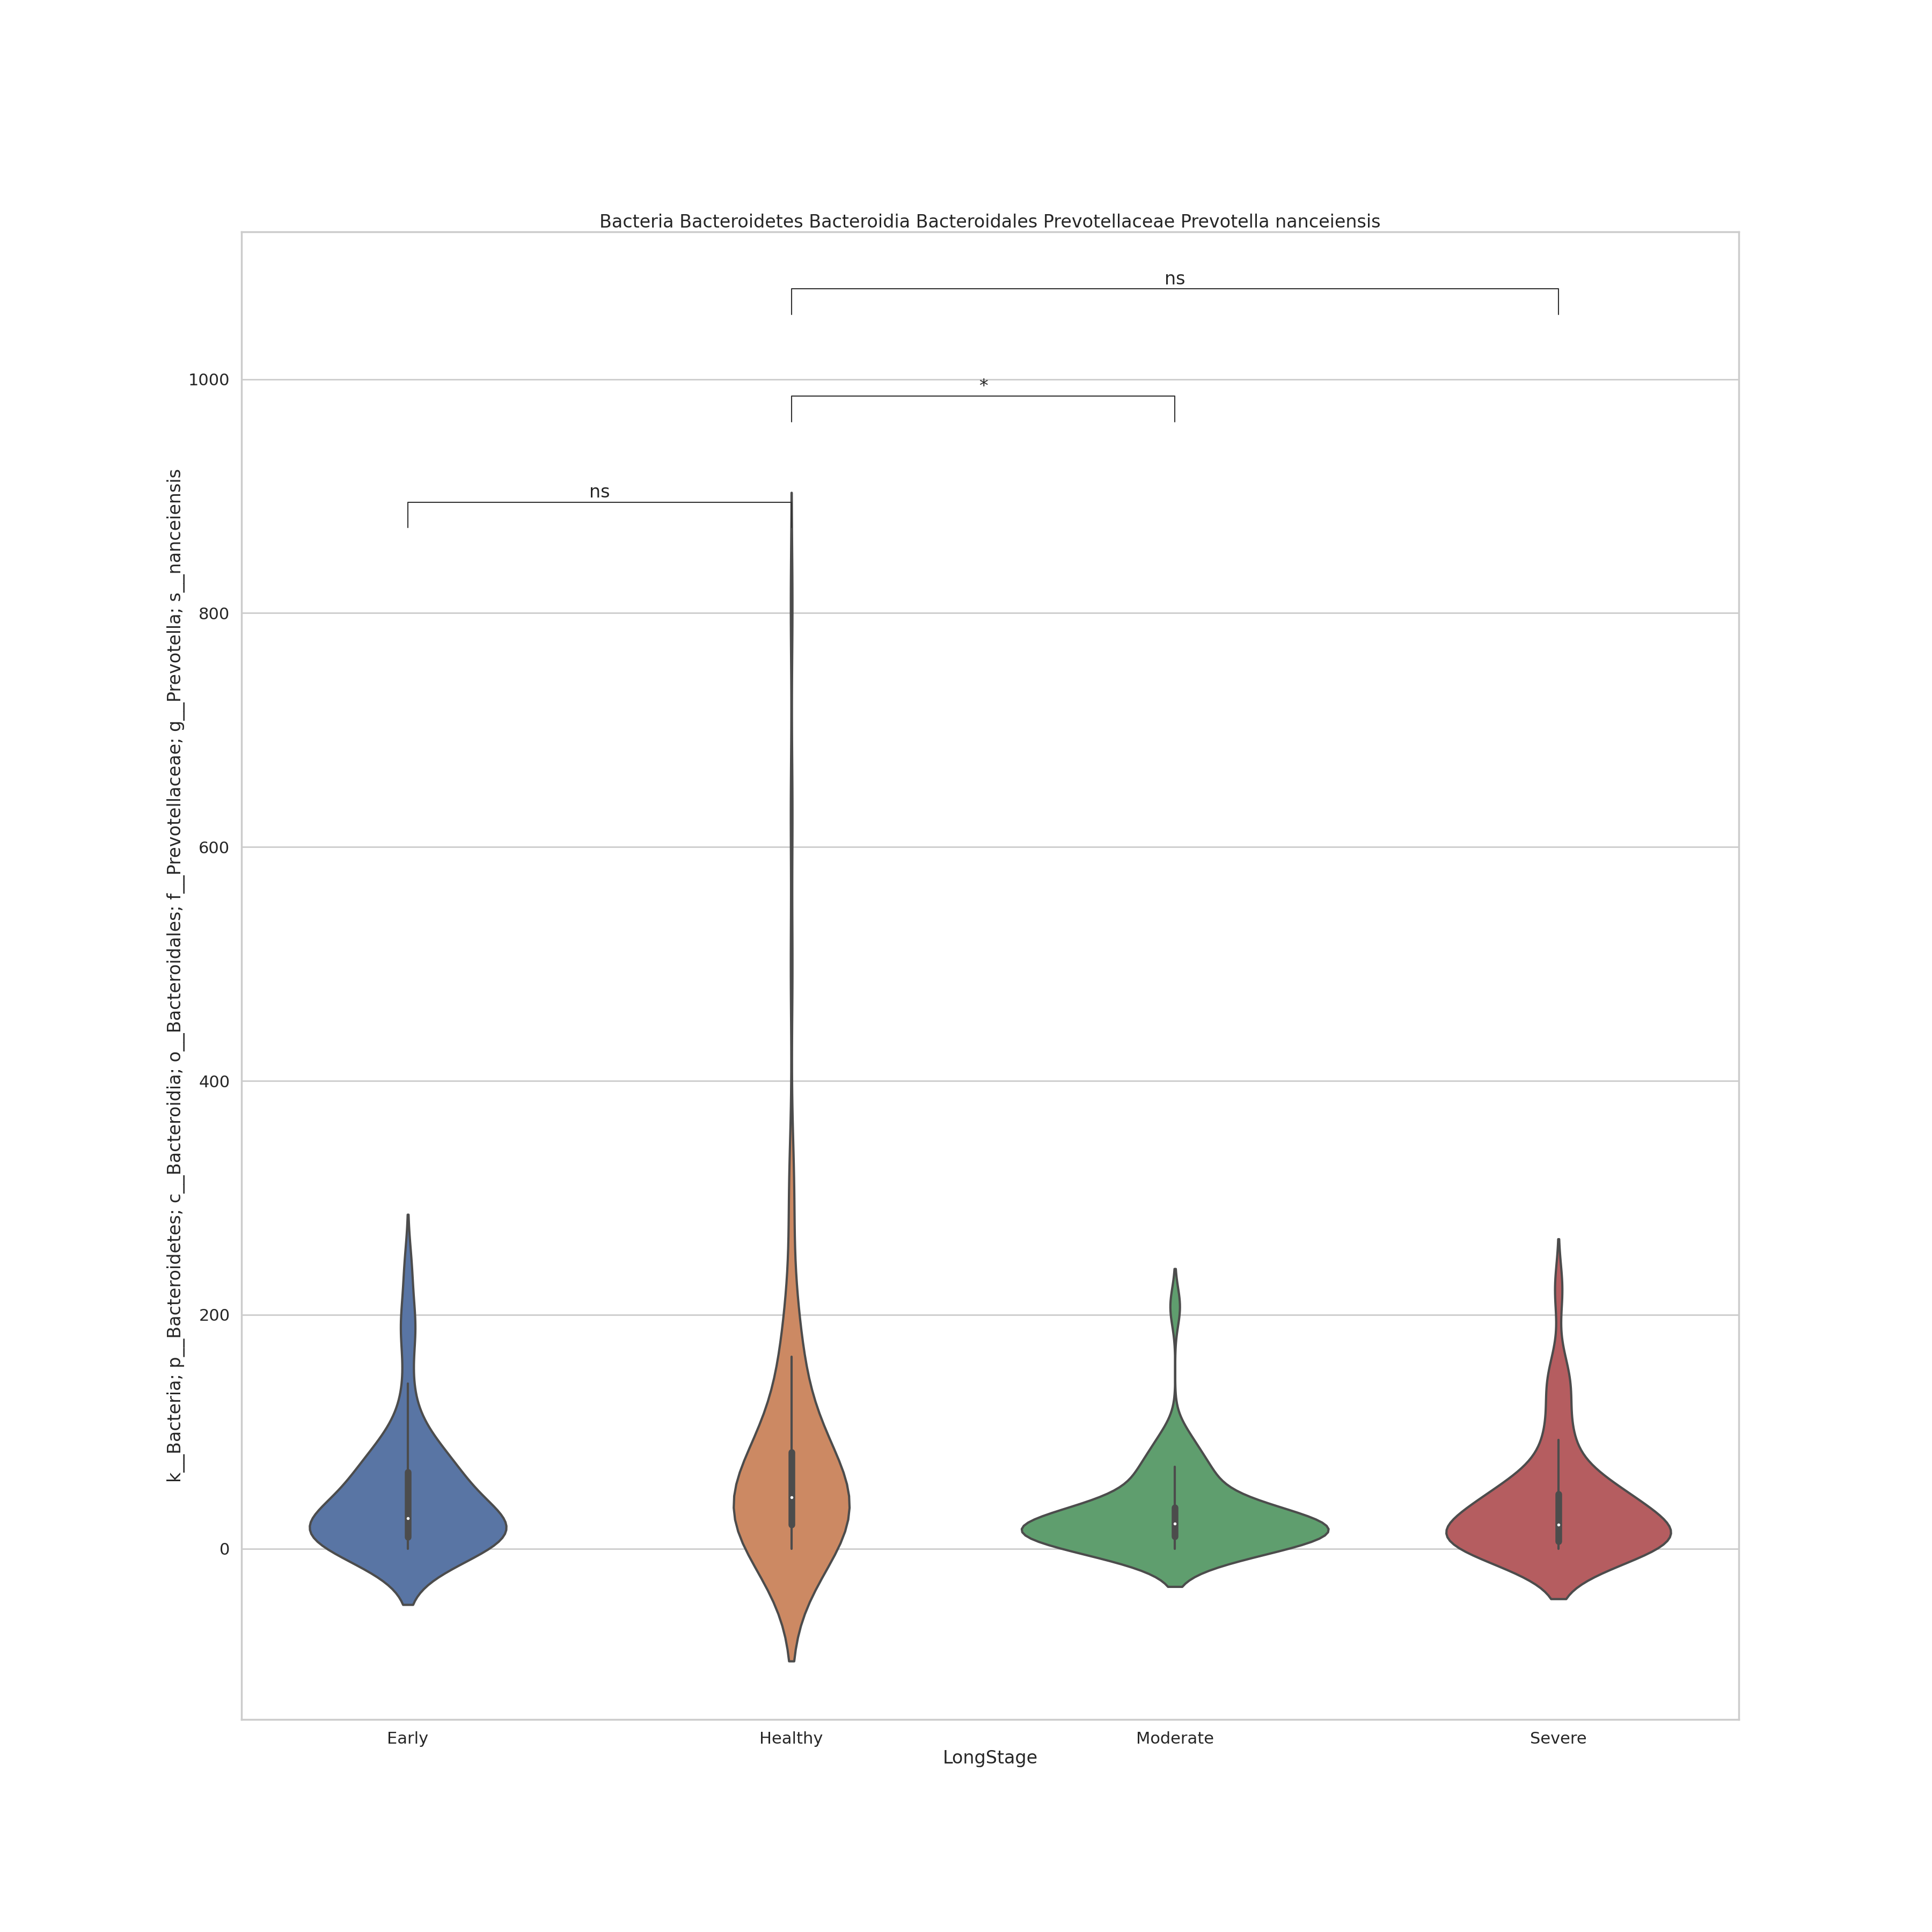 Bacteria Bacteroidetes Bacteroidia Bacteroidales Prevotellaceae Prevotella nanceiensis
ns
*
ns
1000
800
600
400
200
0
k__Bacteria; p__Bacteroidetes; c__Bacteroidia; o__Bacteroidales; f__Prevotellaceae; g__Prevotella; s__nanceiensis
Early
Healthy
Moderate
Severe
LongStage